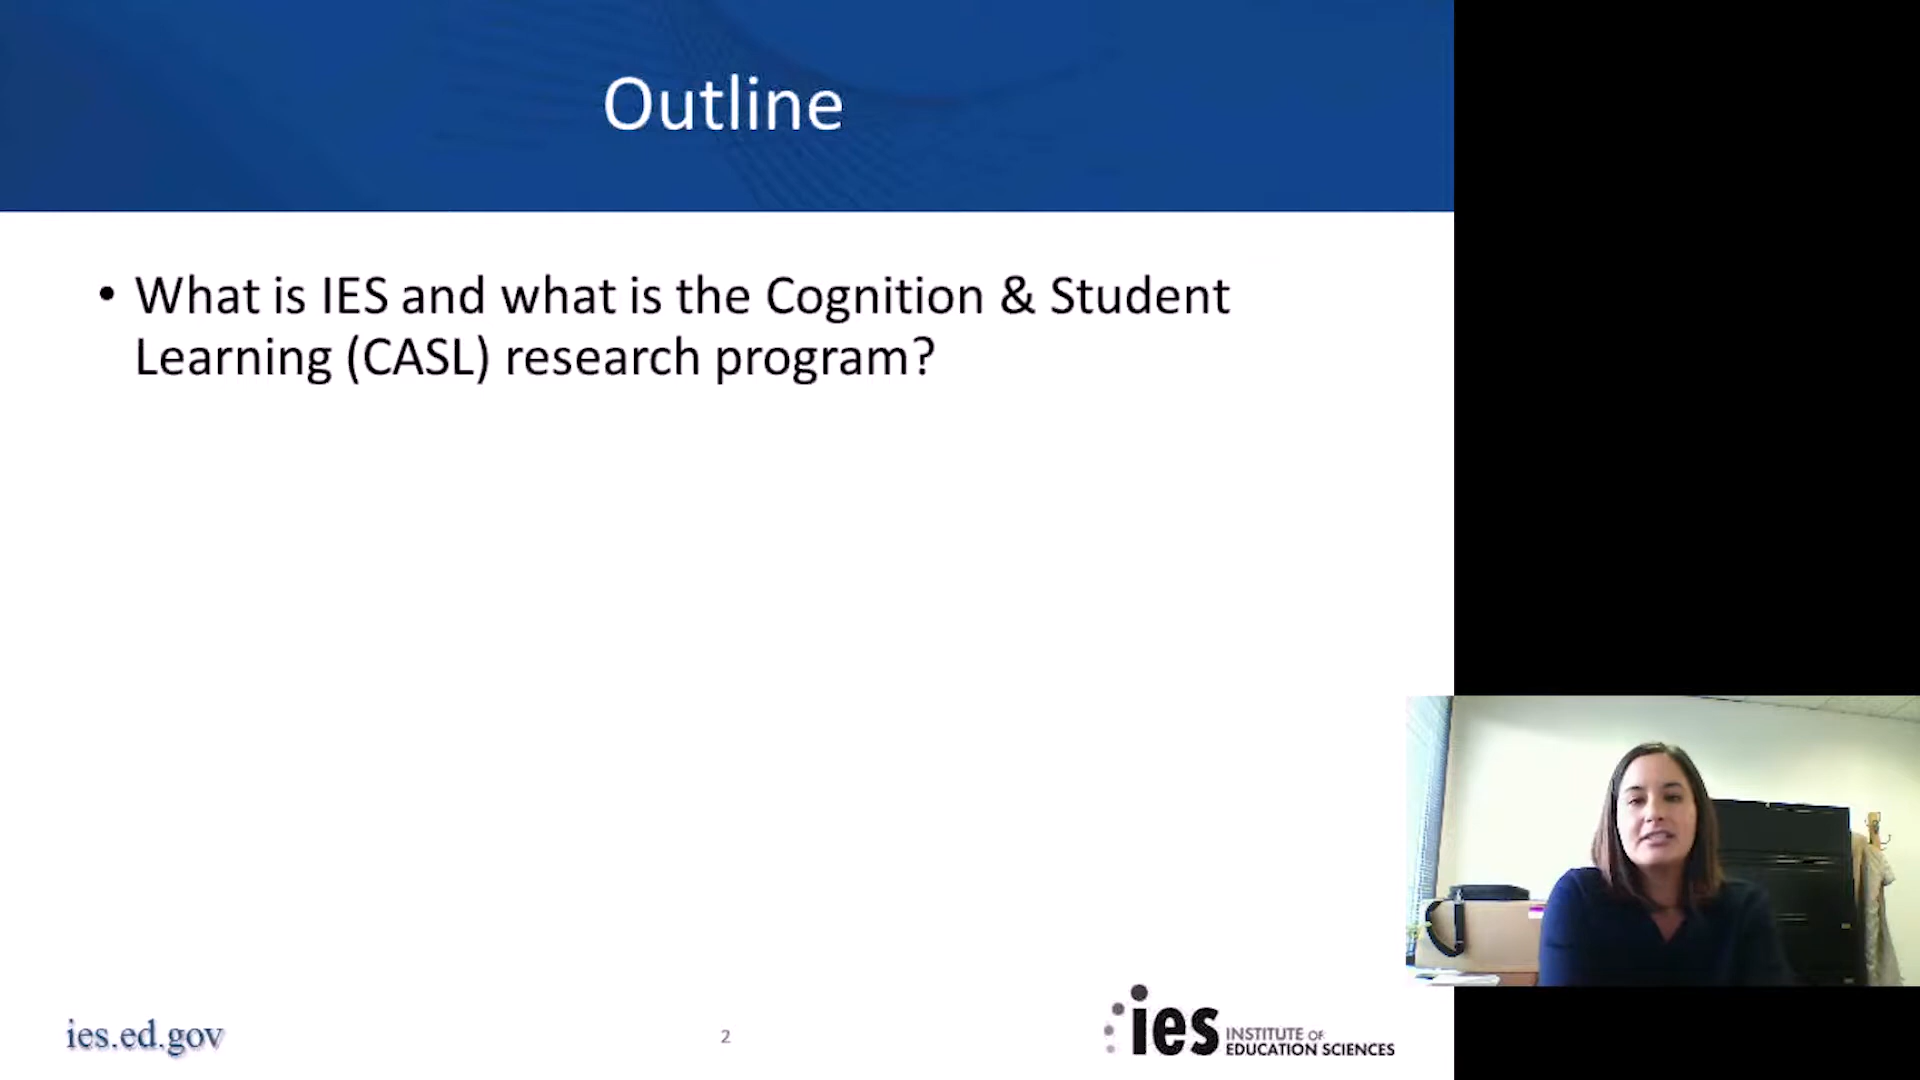 Outline
• What is IES and what is the Cognition & Student
Learning (CASL) research program?
ies.ed.gov
2
ies INSTITUTE OF
EDUCATION SCIENCES